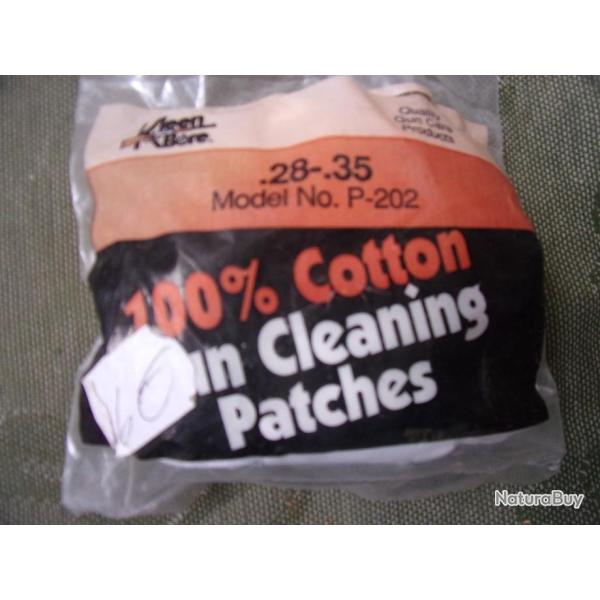 Kleen
Bore
Quality
Gun Care
Products
.28-.35
Model No. P-202
100% Cotton
Gun Cleaning
Patches
NaturaBuy